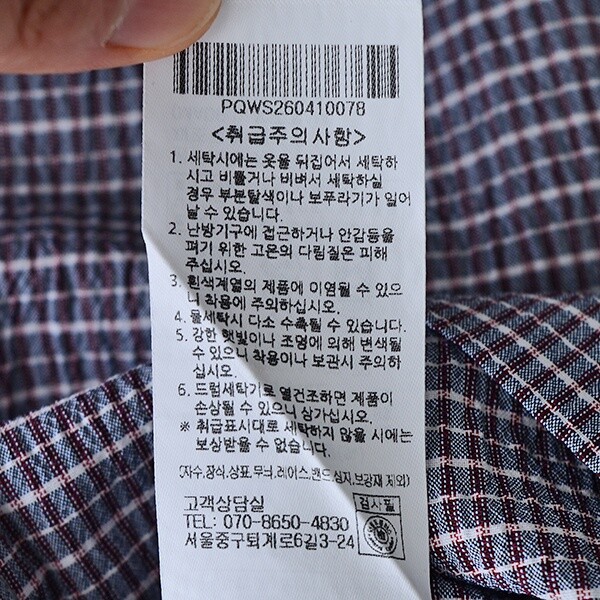 PQWS260410078
<취급주의사항>
1. 세탁시에는 옷을 뒤집어서 세탁하
시고 비틀거나 비벼서 세탁하실
경우 부분탈색이나 보푸라기가 일어
날 수 있습니다.
2. 난방기구에 접근하거나 안감등을
펴기 위한 고온의 다림질은 피해
주십시오.
3. 흰색계열의 제품에 이염될 수 있으
니 착용에 주의하십시오.
4. 물세탁시 다소 수축될 수 있습니다.
5. 강한 햇빛이나 조명에 의해 변색될
수 있으니 착용이나 보관시 주의하
십시오.
6. 드럼세탁기로 열건조하면 제품이
손상될 수 있으니 삼가십시오.
※ 취급표시대로 세탁하지 않을 시에는
보상받을 수 없습니다.
(자수,장식,상표,무늬,레이스,밴드,심지,보강재 제외)
고객상담실
TEL: 070-8650-4830
서울중구퇴계로6길3-24
검사필